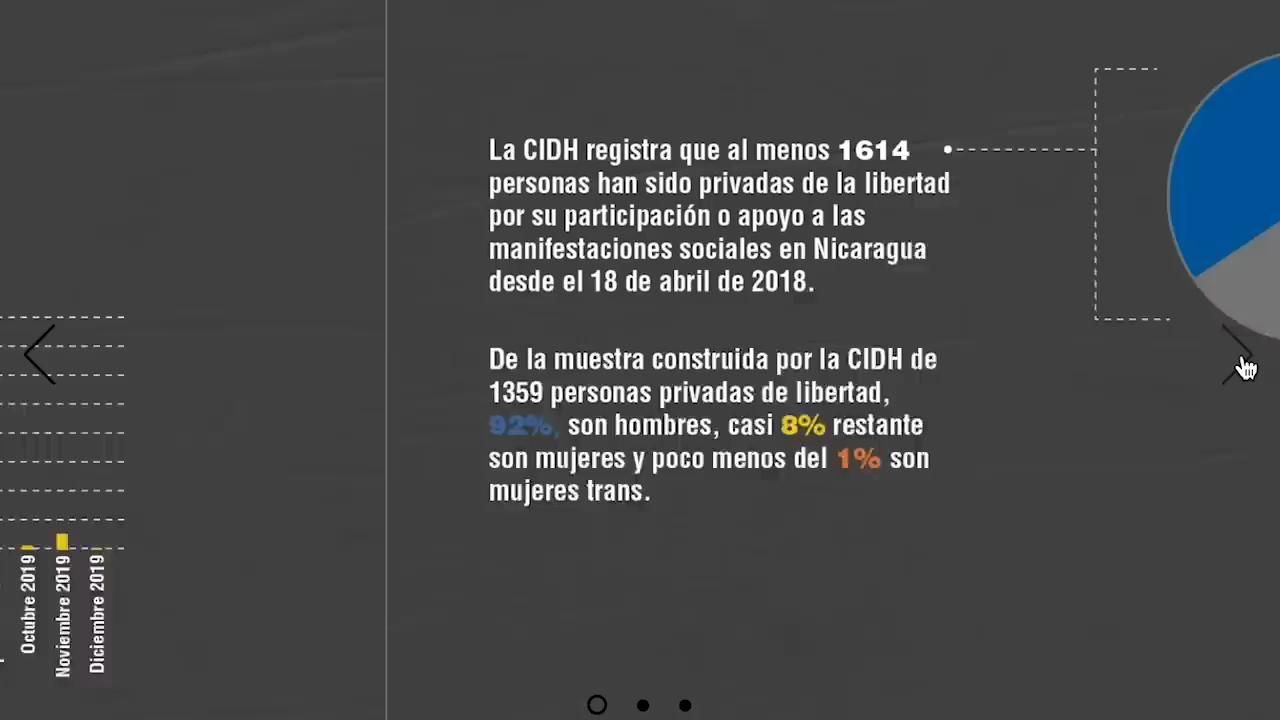 La CIDH registra que al menos 1614
personas han sido privadas de la libertad
por su participación o apoyo a las
manifestaciones sociales en Nicaragua
desde el 18 de abril de 2018.
De la muestra construida por la CIDH de
1359 personas privadas de libertad,
92%, son hombres, casi 8% restante
son mujeres y poco menos del 1% son
mujeres trans.
Octubre 2019
Noviembre 2019
Diciembre 2019